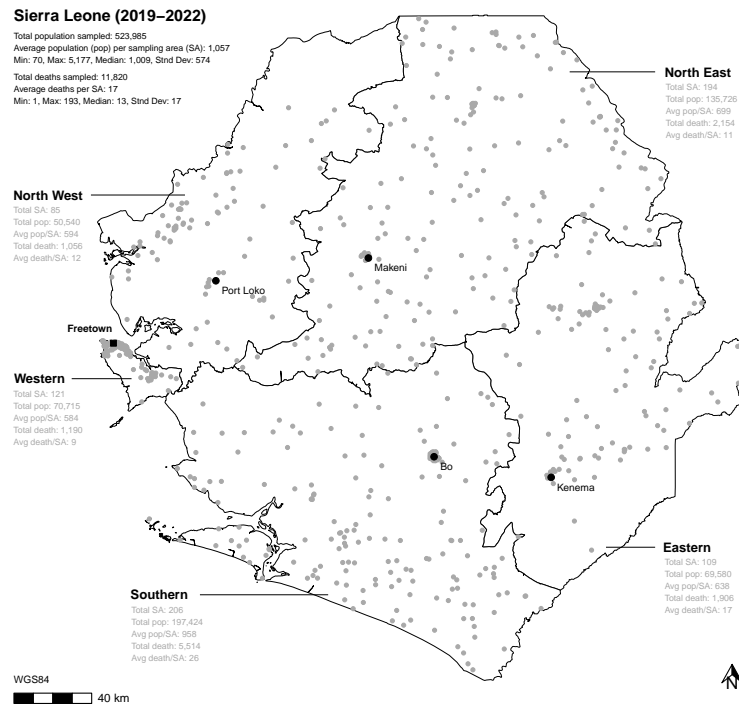 Sierra Leone (2019–2022)
Total population sampled: 523,985
Average population (pop) per sampling area (SA): 1,057
Min: 70, Max: 5,177, Median: 1,009, Stnd Dev: 574
Total deaths sampled: 11,820
Average deaths per SA: 17
Min: 1, Max: 193, Median: 13, Stnd Dev: 17
North East
Total SA: 194
Total pop: 135,726
Avg pop/SA: 699
Total death: 2,154
Avg death/SA: 11
North West
Total SA: 85
Total pop: 50,540
Avg pop/SA: 594
Total death: 1,056
Avg death/SA: 12
Makeni
Port Loko
Freetown
Western
Total SA: 121
Total pop: 70,715
Avg pop/SA: 584
Total death: 1,190
Avg death/SA: 9
Bo
Kenema
Eastern
Total SA: 109
Total pop: 69,580
Avg pop/SA: 638
Total death: 1,906
Avg death/SA: 17
Southern
Total SA: 206
Total pop: 197,424
Avg pop/SA: 958
Total death: 5,514
Avg death/SA: 26
WGS84
40 km
N